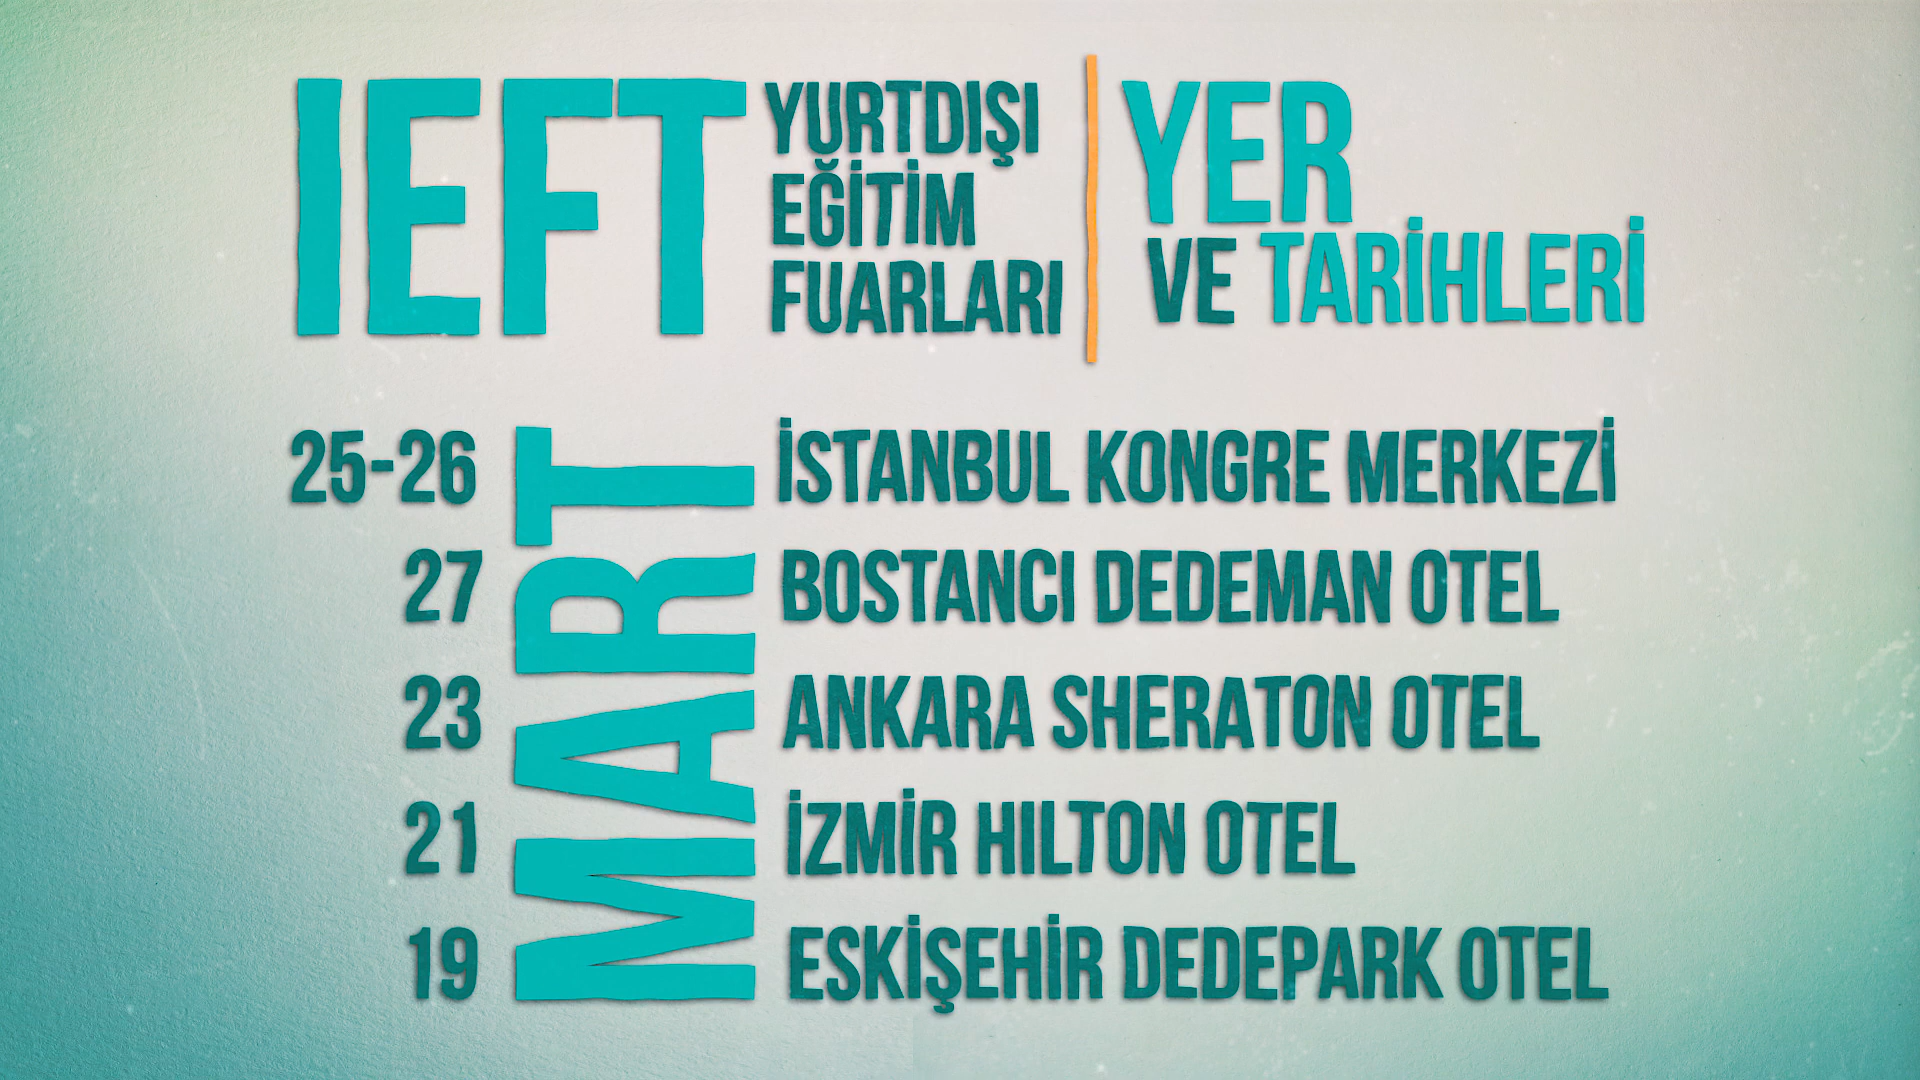 IEFT
YURTDIŞI
EĞİTİM
FUARLARI
YER
VE TARİHLERİ
MART
25-26 İSTANBUL KONGRE MERKEZİ
27 BOSTANCI DEDEMAN OTEL
23 ANKARA SHERATON OTEL
21 İZMİR HILTON OTEL
19 ESKİŞEHİR DEDEPARK OTEL